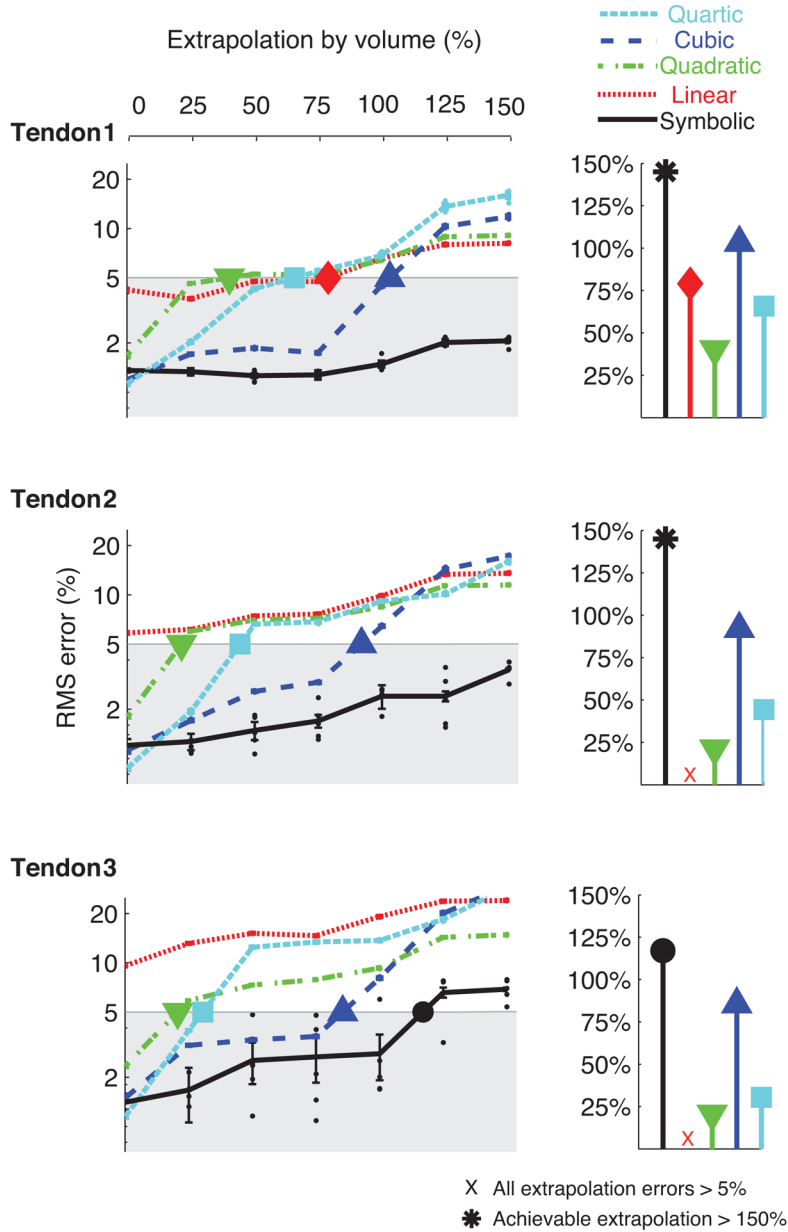 Extrapolation by volume (%)
Quartic
Cubic
Quadratic
Linear
Symbolic
0 25 50 75 100 125 150
Tendon1
20
10
5
2
150%
125%
100%
75%
50%
25%
Tendon2
RMS error (%)
20
10
5
2
150%
125%
100%
75%
50%
25%
x
Tendon3
20
10
5
2
150%
125%
100%
75%
50%
25%
x
x All extrapolation errors > 5%
✱ Achievable extrapolation > 150%